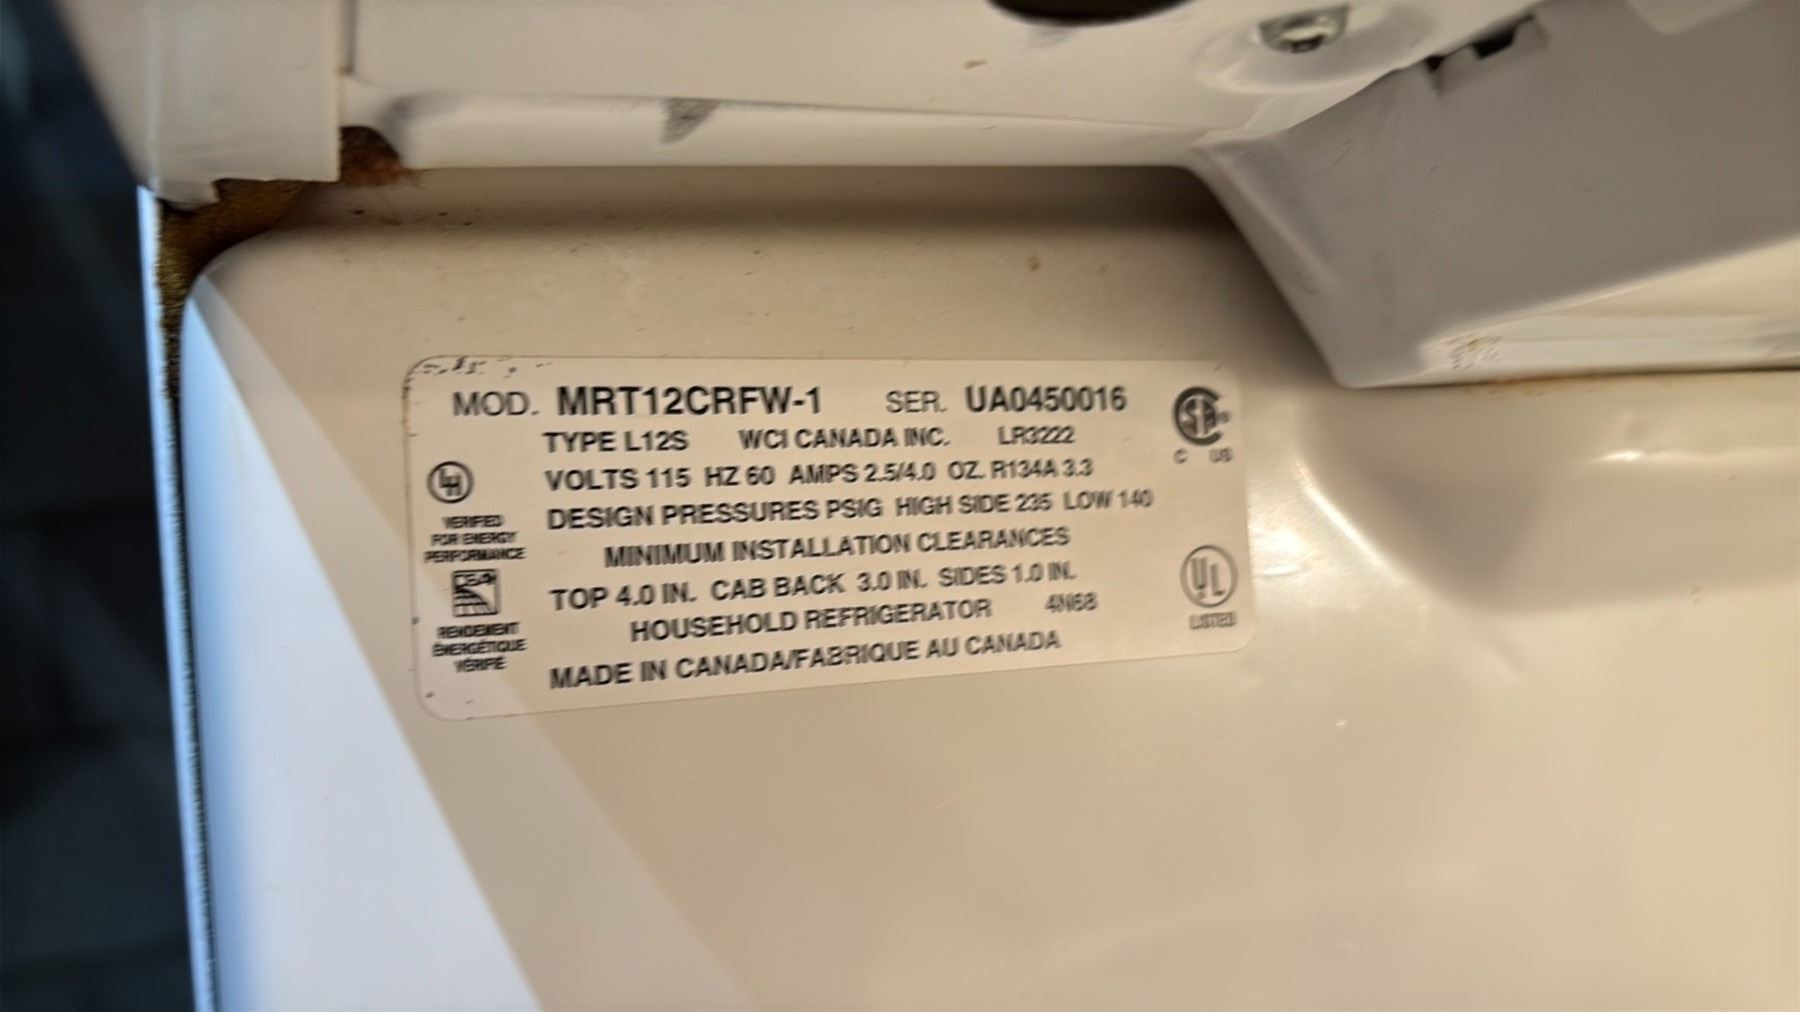 MOD. MRT12CRFW-1 SER. UA0450016
TYPE L12S WCI CANADA INC. LR3222
VOLTS 115 HZ 60 AMPS 2.5/4.0 OZ. R134A 3.3
DESIGN PRESSURES PSIG HIGH SIDE 235 LOW 140
MINIMUM INSTALLATION CLEARANCES
TOP 4.0 IN. CAB BACK 3.0 IN. SIDES 1.0 IN.
HOUSEHOLD REFRIGERATOR 4N68
MADE IN CANADA/FABRIQUE AU CANADA
VERIFIED
FOR ENERGY
PERFORMANCE
RENDEMENT
ÉNERGÉTIQUE
VÉRIFIÉ
SA®
C US
UL
LISTED